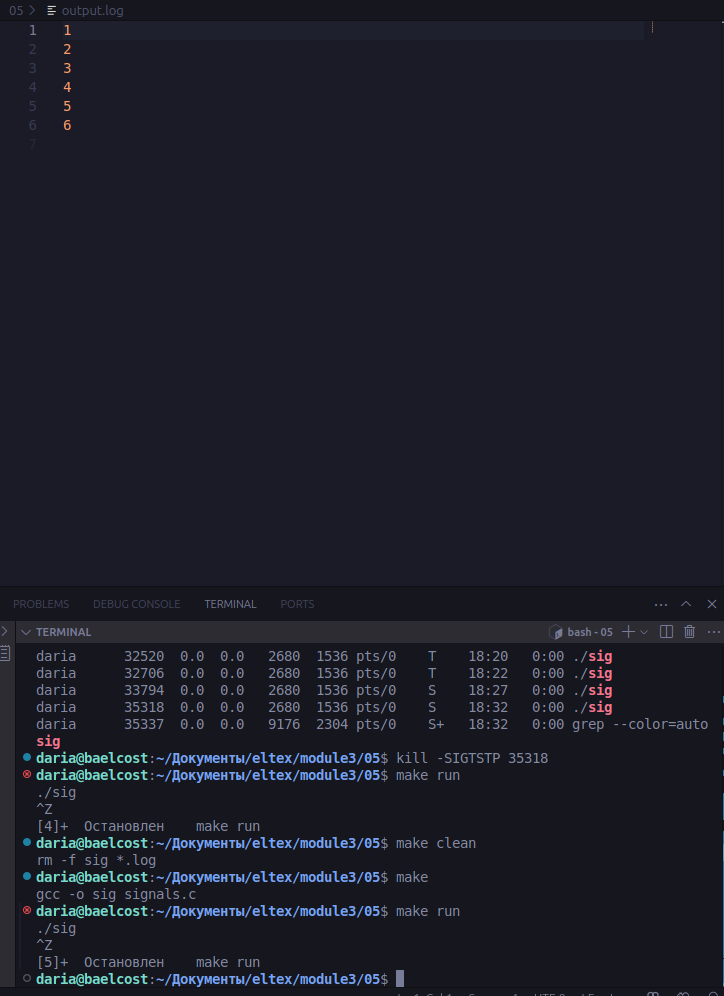 05 > output.log
1 1
2 2
3 3
4 4
5 5
6 6
7
PROBLEMS DEBUG CONSOLE TERMINAL PORTS
TERMINAL bash - 05
daria 32520 0.0 0.0 2680 1536 pts/0 T 18:20 0:00 ./sig
daria 32706 0.0 0.0 2680 1536 pts/0 T 18:22 0:00 ./sig
daria 33794 0.0 0.0 2680 1536 pts/0 S 18:27 0:00 ./sig
daria 35318 0.0 0.0 2680 1536 pts/0 S 18:32 0:00 ./sig
daria 35337 0.0 0.0 9176 2304 pts/0 S+ 18:32 0:00 grep --color=auto
sig
daria@baelcost:~/Документы/eltex/module3/05$ kill -SIGTSTP 35318
daria@baelcost:~/Документы/eltex/module3/05$ make run
./sig
^Z
[4]+ Остановлен make run
daria@baelcost:~/Документы/eltex/module3/05$ make clean
rm -f sig *.log
daria@baelcost:~/Документы/eltex/module3/05$ make
gcc -o sig signals.c
daria@baelcost:~/Документы/eltex/module3/05$ make run
./sig
^Z
[5]+ Остановлен make run
daria@baelcost:~/Документы/eltex/module3/05$